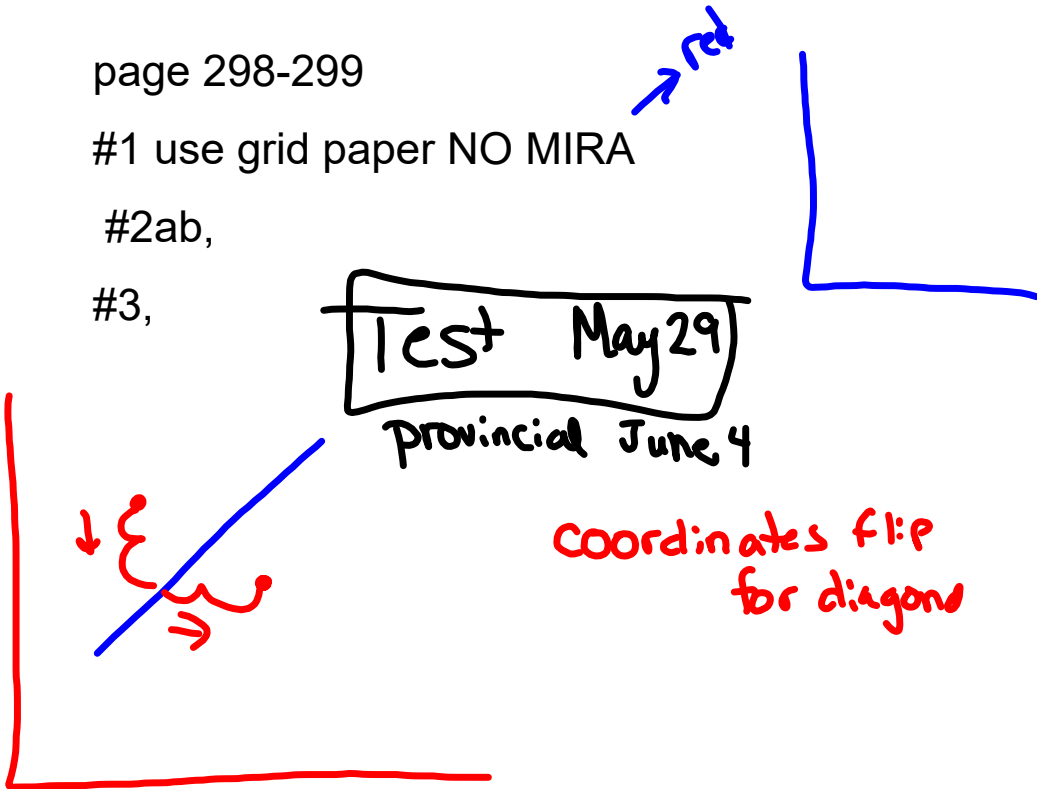 page 298-299
#1 use grid paper NO MIRA
red
#2ab,
#3,
Test May 29
provincial June 4
coordinates flip
for diagonal